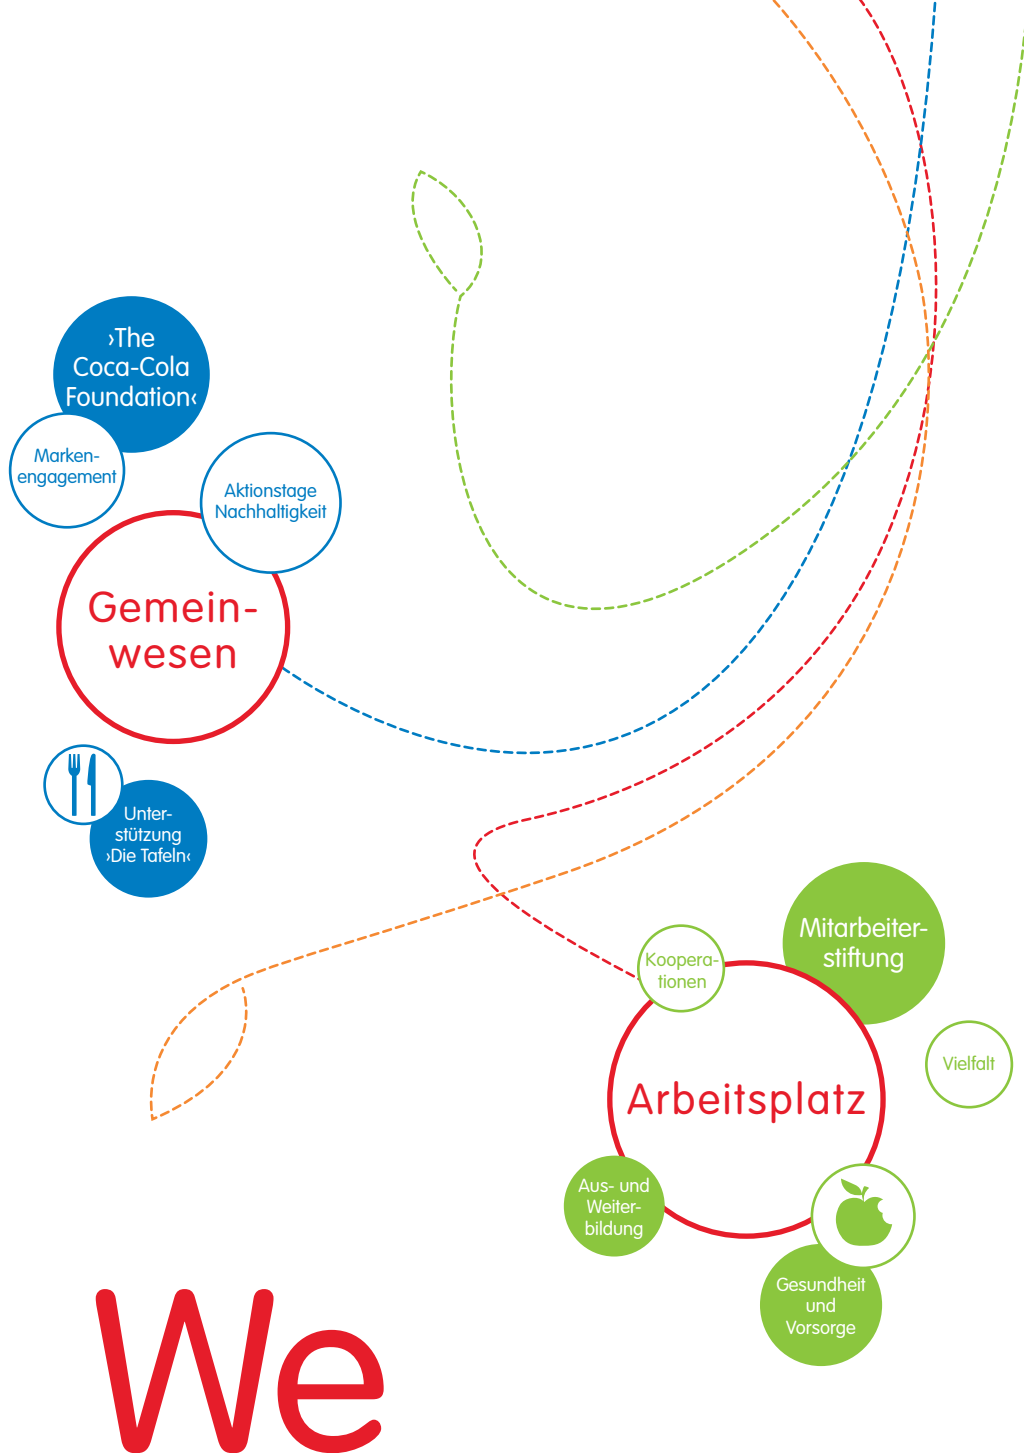 ›The
Coca-Cola
Foundation‹
Marken-
engagement
Aktionstage
Nachhaltigkeit
Gemein-
wesen
Unter-
stützung
›Die Tafeln‹
Mitarbeiter-
stiftung
Koopera-
tionen
Vielfalt
Arbeitsplatz
Aus- und
Weiter-
bildung
Gesundheit
und
Vorsorge
We